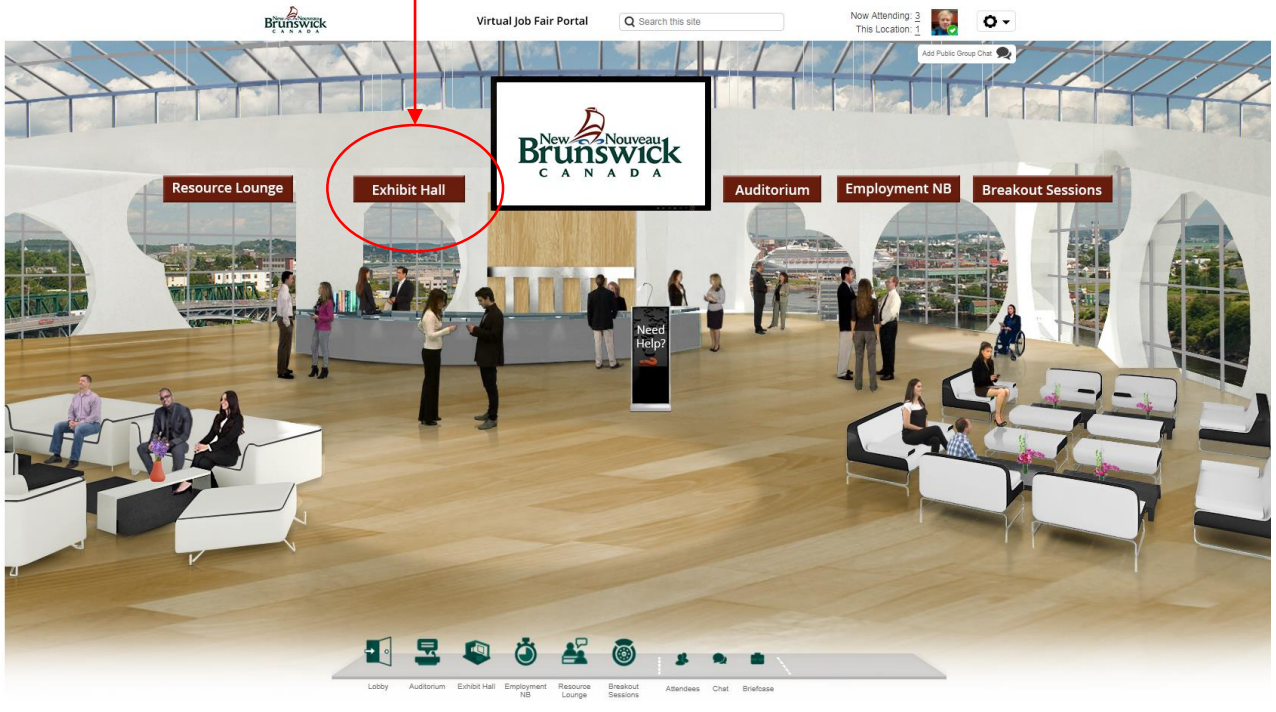 New Nouveau
Brunswick
CANADA
Virtual Job Fair Portal
Search this site
Now Attending: 3
This Location: 1
Add Public Group Chat
New Nouveau
Brunswick
CANADA
Resource Lounge
Exhibit Hall
Auditorium
Employment NB
Breakout Sessions
Need
Help?
Lobby
Auditorium
Exhibit Hall
Employment
NB
Resource
Lounge
Breakout
Sessions
Attendees
Chat
Briefcase